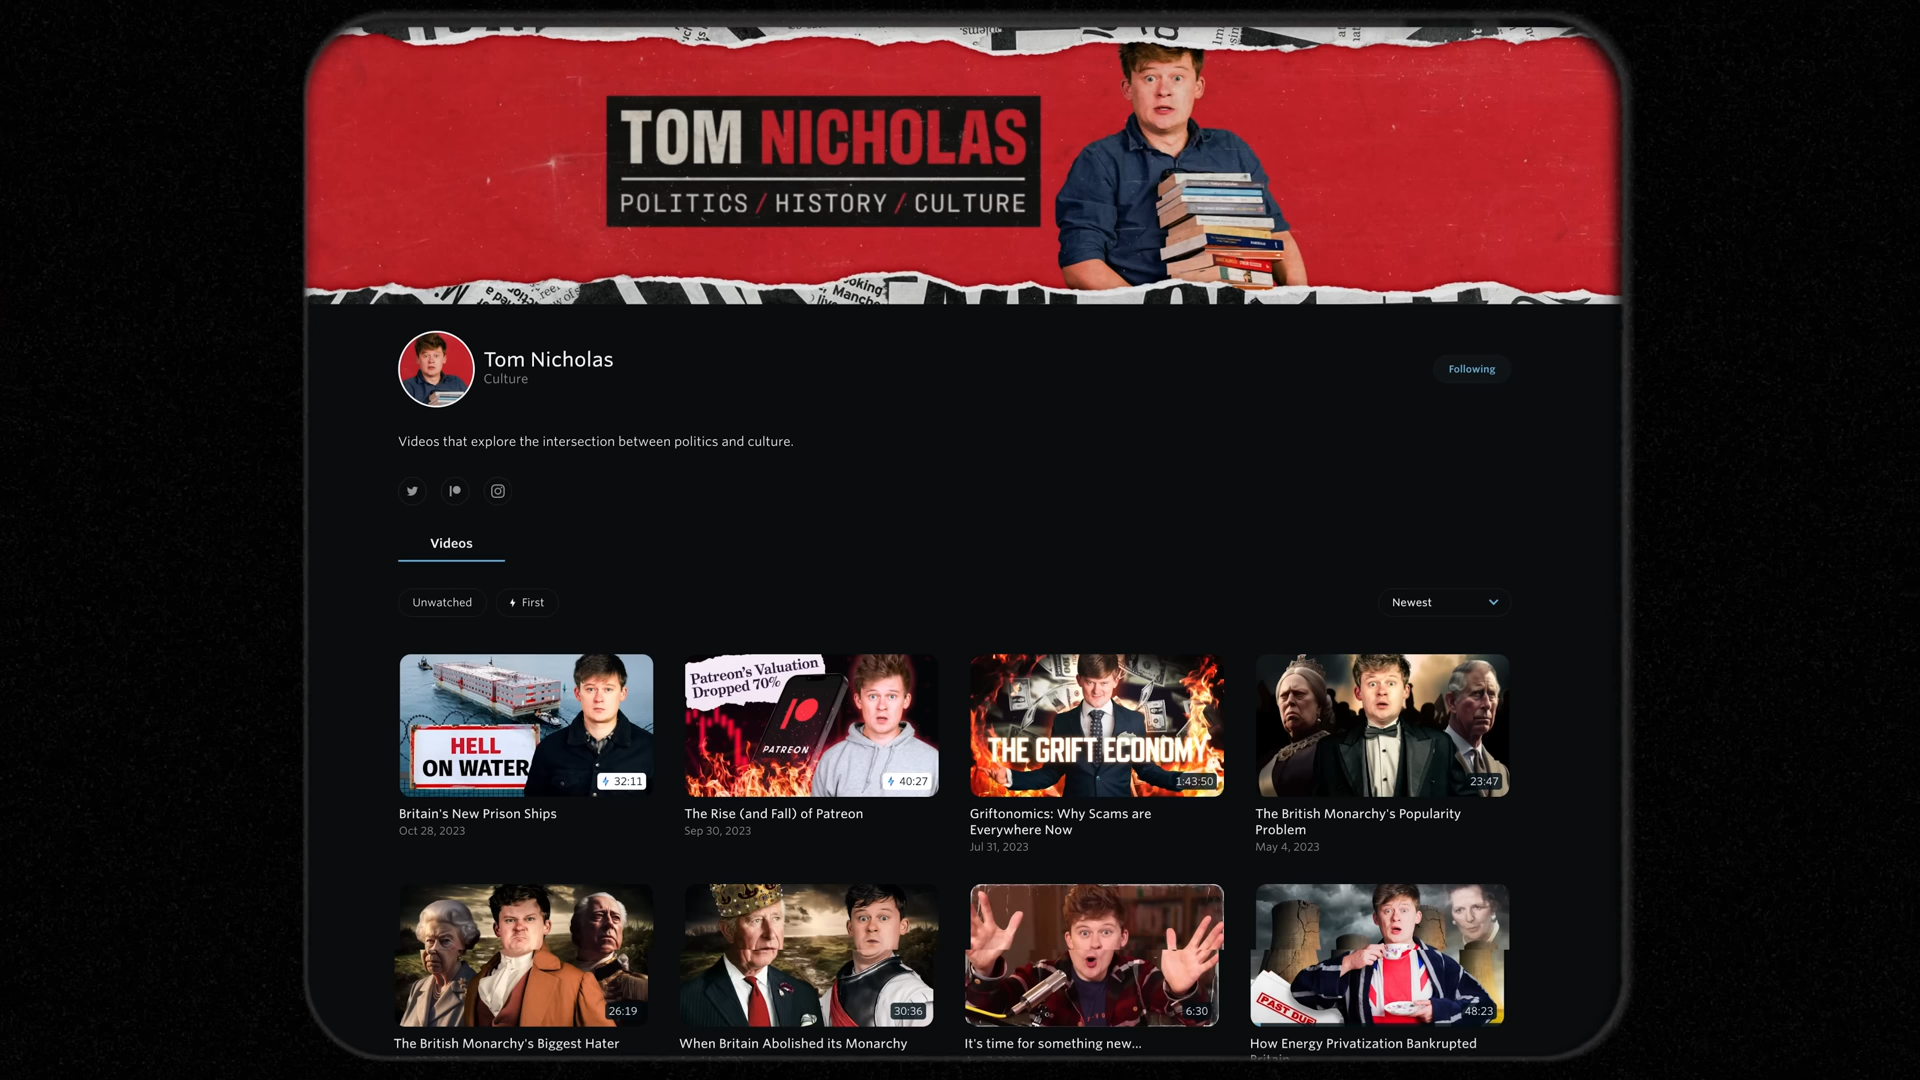 TOM NICHOLAS
POLITICS / HISTORY / CULTURE
Tom Nicholas
Culture
Following
Videos that explore the intersection between politics and culture.
Videos
Unwatched
First
Newest
HELL
ON WATER
32:11
Patreon's Valuation
Dropped 70%
PATREON
40:27
THE GRIFT ECONOMY
1:43:50
23:47
Britain's New Prison Ships
Oct 28, 2023
The Rise (and Fall) of Patreon
Sep 30, 2023
Griftonomics: Why Scams are
Everywhere Now
Jul 31, 2023
The British Monarchy's Popularity
Problem
May 4, 2023
26:19
30:36
6:30
PAST DUE
48:23
The British Monarchy's Biggest Hater
When Britain Abolished its Monarchy
It's time for something new...
How Energy Privatization Bankrupted
Britain